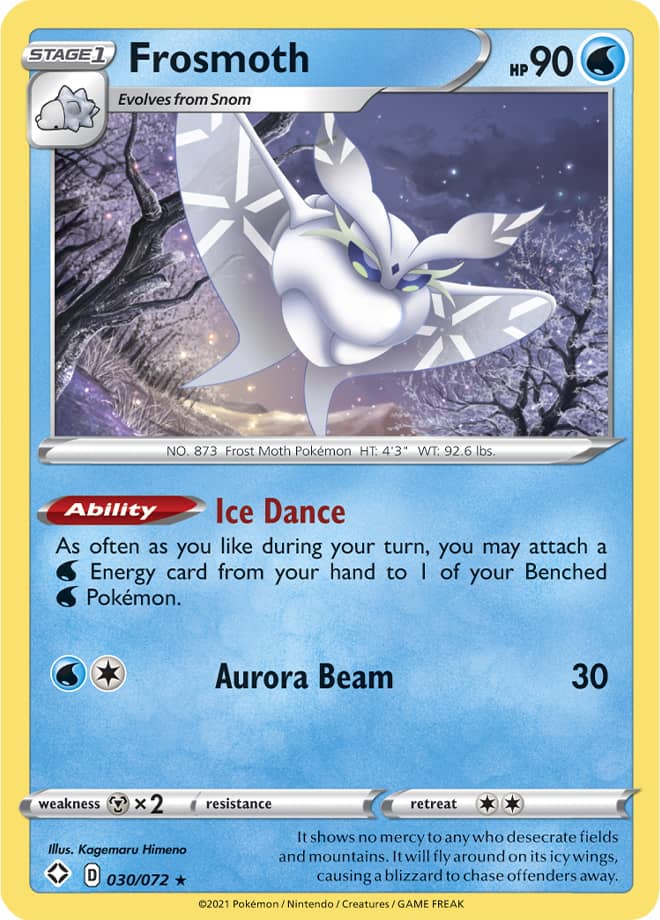 STAGE 1 Frosmoth HP 90
Evolves from Snom
NO. 873 Frost Moth Pokémon HT: 4'3" WT: 92.6 lbs.
Ability Ice Dance
As often as you like during your turn, you may attach a
Energy card from your hand to 1 of your Benched
Pokémon.
Aurora Beam 30
weakness ×2 resistance retreat
It shows no mercy to any who desecrate fields
and mountains. It will fly around on its icy wings,
causing a blizzard to chase offenders away.
Illus. Kagemaru Himeno
D 030/072 ★
©2021 Pokémon / Nintendo / Creatures / GAME FREAK